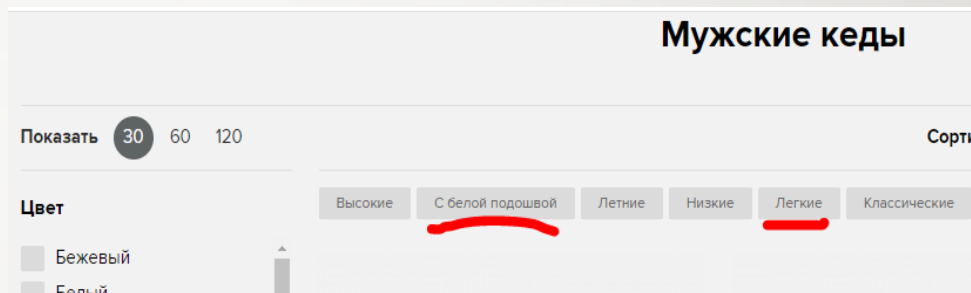 Мужские кеды
Показать 30 60 120
Сорти
Цвет
Высокие С белой подошвой Летние Низкие Легкие Классические
Бежевый
Белый